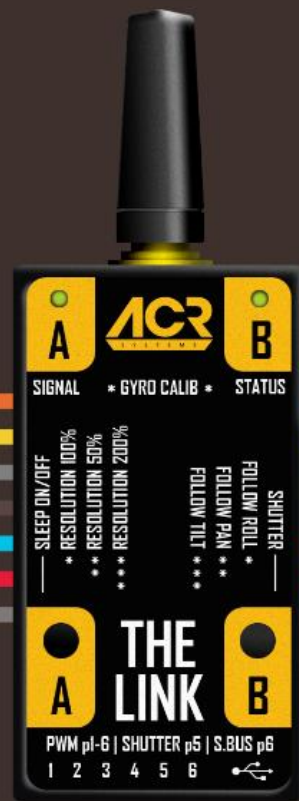 A
ACR
SYSTEMS
B
SIGNAL
* GYRO CALIB *
STATUS
SLEEP ON/OFF
* RESOLUTION 100%
** RESOLUTION 50%
*** RESOLUTION 200%
FOLLOW TILT ***
FOLLOW PAN **
FOLLOW ROLL *
SHUTTER
A
THE
LINK
B
PWM p1-6 | SHUTTER p5 | S.BUS p6
1 2 3 4 5 6